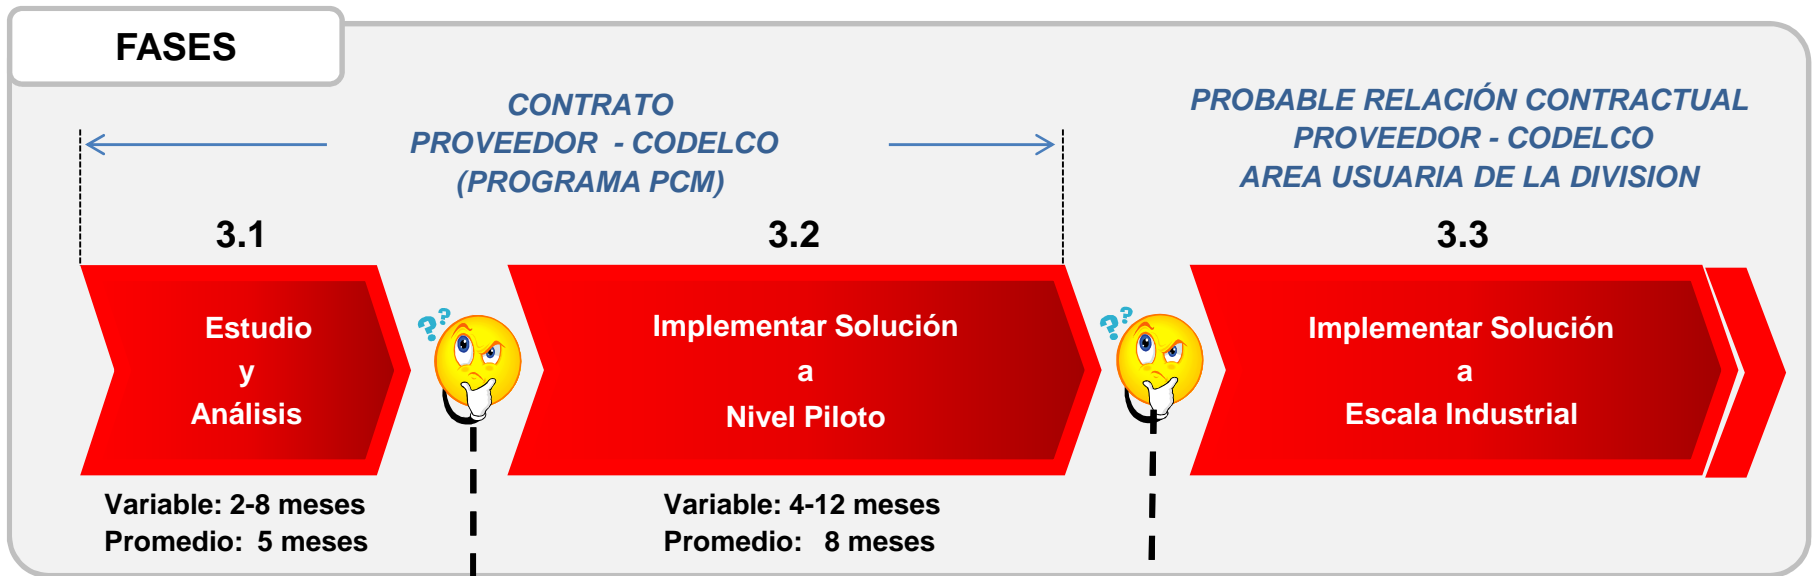 FASES
CONTRATO
PROVEEDOR - CODELCO
(PROGRAMA PCM)
PROBABLE RELACIÓN CONTRACTUAL
PROVEEDOR - CODELCO
AREA USUARIA DE LA DIVISION
3.1
3.2
3.3
Estudio
y
Análisis
??
Implementar Solución
a
Nivel Piloto
??
Implementar Solución
a
Escala Industrial
Variable: 2-8 meses
Promedio: 5 meses
Variable: 4-12 meses
Promedio: 8 meses